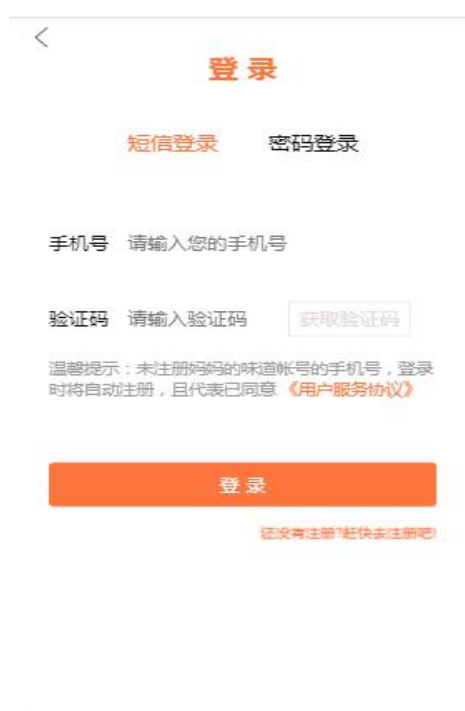 登录
短信登录 密码登录
手机号 请输入您的手机号
验证码 请输入验证码 获取验证码
温馨提示：未注册妈妈的味道帐号的手机号，登录
时将自动注册，且代表已同意《用户服务协议》
登录
还没有注册?赶快去注册吧!